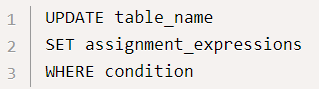 1 UPDATE table_name
2 SET assignment_expressions
3 WHERE condition